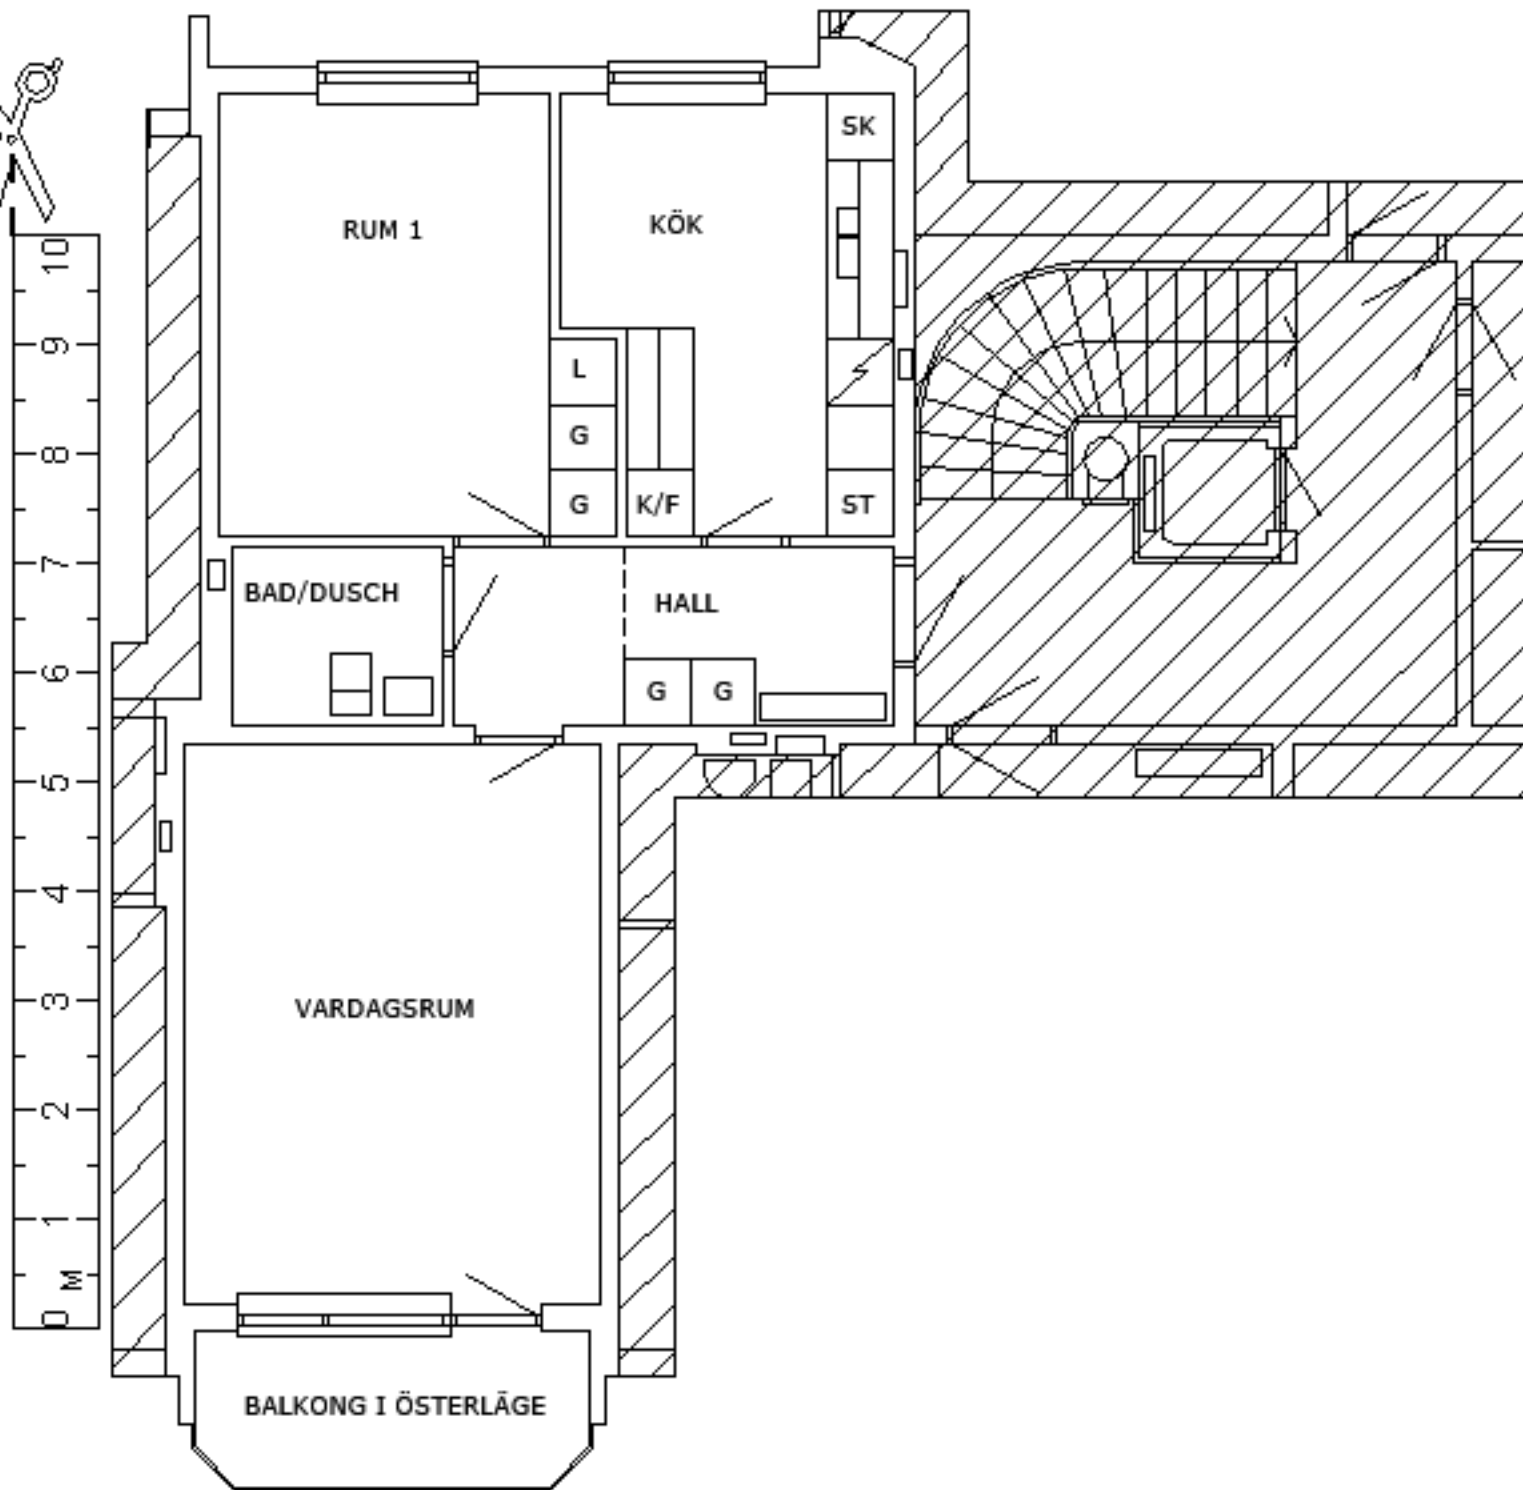 SK
RUM 1
KÖK
10
9
L
G
8
G
K/F
ST
7
BAD/DUSCH
HALL
6
G
G
5
4
3
VARDAGSRUM
2
1
M
0
BALKONG I ÖSTERLÄGE